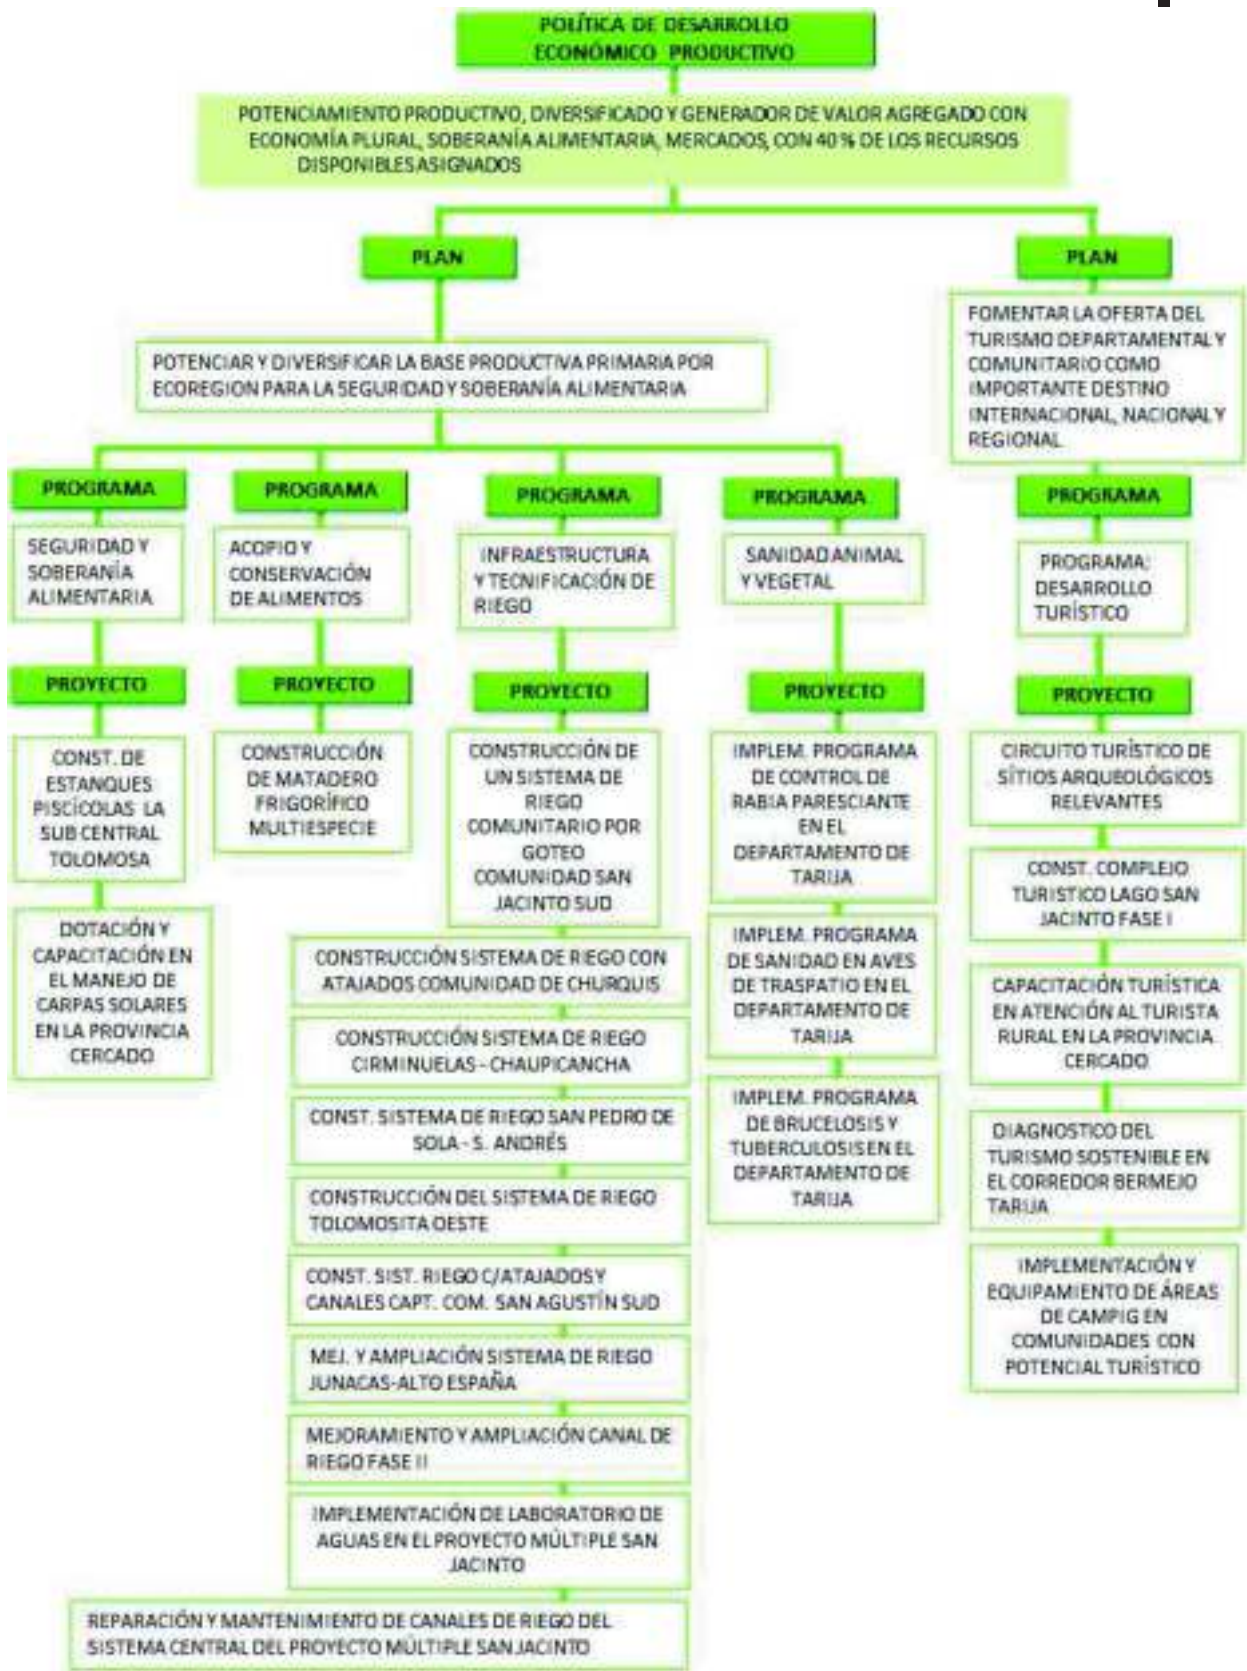 POLÍTICA DE DESARROLLO
ECONÓMICO PRODUCTIVO
POTENCIAMIENTO PRODUCTIVO, DIVERSIFICADO Y GENERADOR DE VALOR AGREGADO CON
ECONOMÍA PLURAL, SOBERANÍA ALIMENTARIA, MERCADOS, CON 40 % DE LOS RECURSOS
DISPONIBLES ASIGNADOS
PLAN
POTENCIAR Y DIVERSIFICAR LA BASE PRODUCTIVA PRIMARIA POR
ECOREGION PARA LA SEGURIDAD Y SOBERANÍA ALIMENTARIA
PROGRAMA
SEGURIDAD Y
SOBERANÍA
ALIMENTARIA
PROYECTO
CONST. DE
ESTANQUES
PISCÍCOLAS LA
SUB CENTRAL
TOLOMOSA
DOTACIÓN Y
CAPACITACIÓN EN
EL MANEJO DE
CARPAS SOLARES
EN LA PROVINCIA
CERCADO
PROGRAMA
ACOPIO Y
CONSERVACIÓN
DE ALIMENTOS
PROYECTO
CONSTRUCCIÓN
DE MATADERO
FRIGORÍFICO
MULTIESPECIE
PROGRAMA
INFRAESTRUCTURA
Y TECNIFICACIÓN DE
RIEGO
PROYECTO
CONSTRUCCIÓN DE
UN SISTEMA DE
RIEGO
COMUNITARIO POR
GOTEO
COMUNIDAD SAN
JACINTO SUD
CONSTRUCCIÓN SISTEMA DE RIEGO CON
ATAJADOS COMUNIDAD DE CHURQUIS
CONSTRUCCIÓN SISTEMA DE RIEGO
CIRMINUELAS - CHAUPICANCHA
CONST. SISTEMA DE RIEGO SAN PEDRO DE
SOLA - S. ANDRÉS
CONSTRUCCIÓN DEL SISTEMA DE RIEGO
TOLOMOSITA OESTE
CONST. SIST. RIEGO C/ATAJADOS Y
CANALES CAPT. COM. SAN AGUSTÍN SUD
MEJ. Y AMPLIACIÓN SISTEMA DE RIEGO
JUNACAS-ALTO ESPAÑA
MEJORAMIENTO Y AMPLIACIÓN CANAL DE
RIEGO FASE II
IMPLEMENTACIÓN DE LABORATORIO DE
AGUAS EN EL PROYECTO MÚLTIPLE SAN
JACINTO
REPARACIÓN Y MANTENIMIENTO DE CANALES DE RIEGO DEL
SISTEMA CENTRAL DEL PROYECTO MÚLTIPLE SAN JACINTO
PROGRAMA
SANIDAD ANIMAL
Y VEGETAL
PROYECTO
IMPLEM. PROGRAMA
DE CONTROL DE
RABIA PARESCIANTE
EN EL
DEPARTAMENTO DE
TARIJA
IMPLEM. PROGRAMA
DE SANIDAD EN AVES
DE TRASPATIO EN EL
DEPARTAMENTO DE
TARIJA
IMPLEM. PROGRAMA
DE BRUCELOSIS Y
TUBERCULOSIS EN EL
DEPARTAMENTO DE
TARIJA
PLAN
FOMENTAR LA OFERTA DEL
TURISMO DEPARTAMENTAL Y
COMUNITARIO COMO
IMPORTANTE DESTINO
INTERNACIONAL, NACIONAL Y
REGIONAL
PROGRAMA
PROGRAMA:
DESARROLLO
TURÍSTICO
PROYECTO
CIRCUITO TURÍSTICO DE
SÍTIOS ARQUEOLÓGICOS
RELEVANTES
CONST. COMPLEJO
TURISTICO LAGO SAN
JACINTO FASE I
CAPACITACIÓN TURÍSTICA
EN ATENCIÓN AL TURISTA
RURAL EN LA PROVINCIA
CERCADO
DIAGNOSTICO DEL
TURISMO SOSTENIBLE EN
EL CORREDOR BERMEJO
TARIJA
IMPLEMENTACIÓN Y
EQUIPAMIENTO DE ÁREAS
DE CAMPIG EN
COMUNIDADES CON
POTENCIAL TURÍSTICO